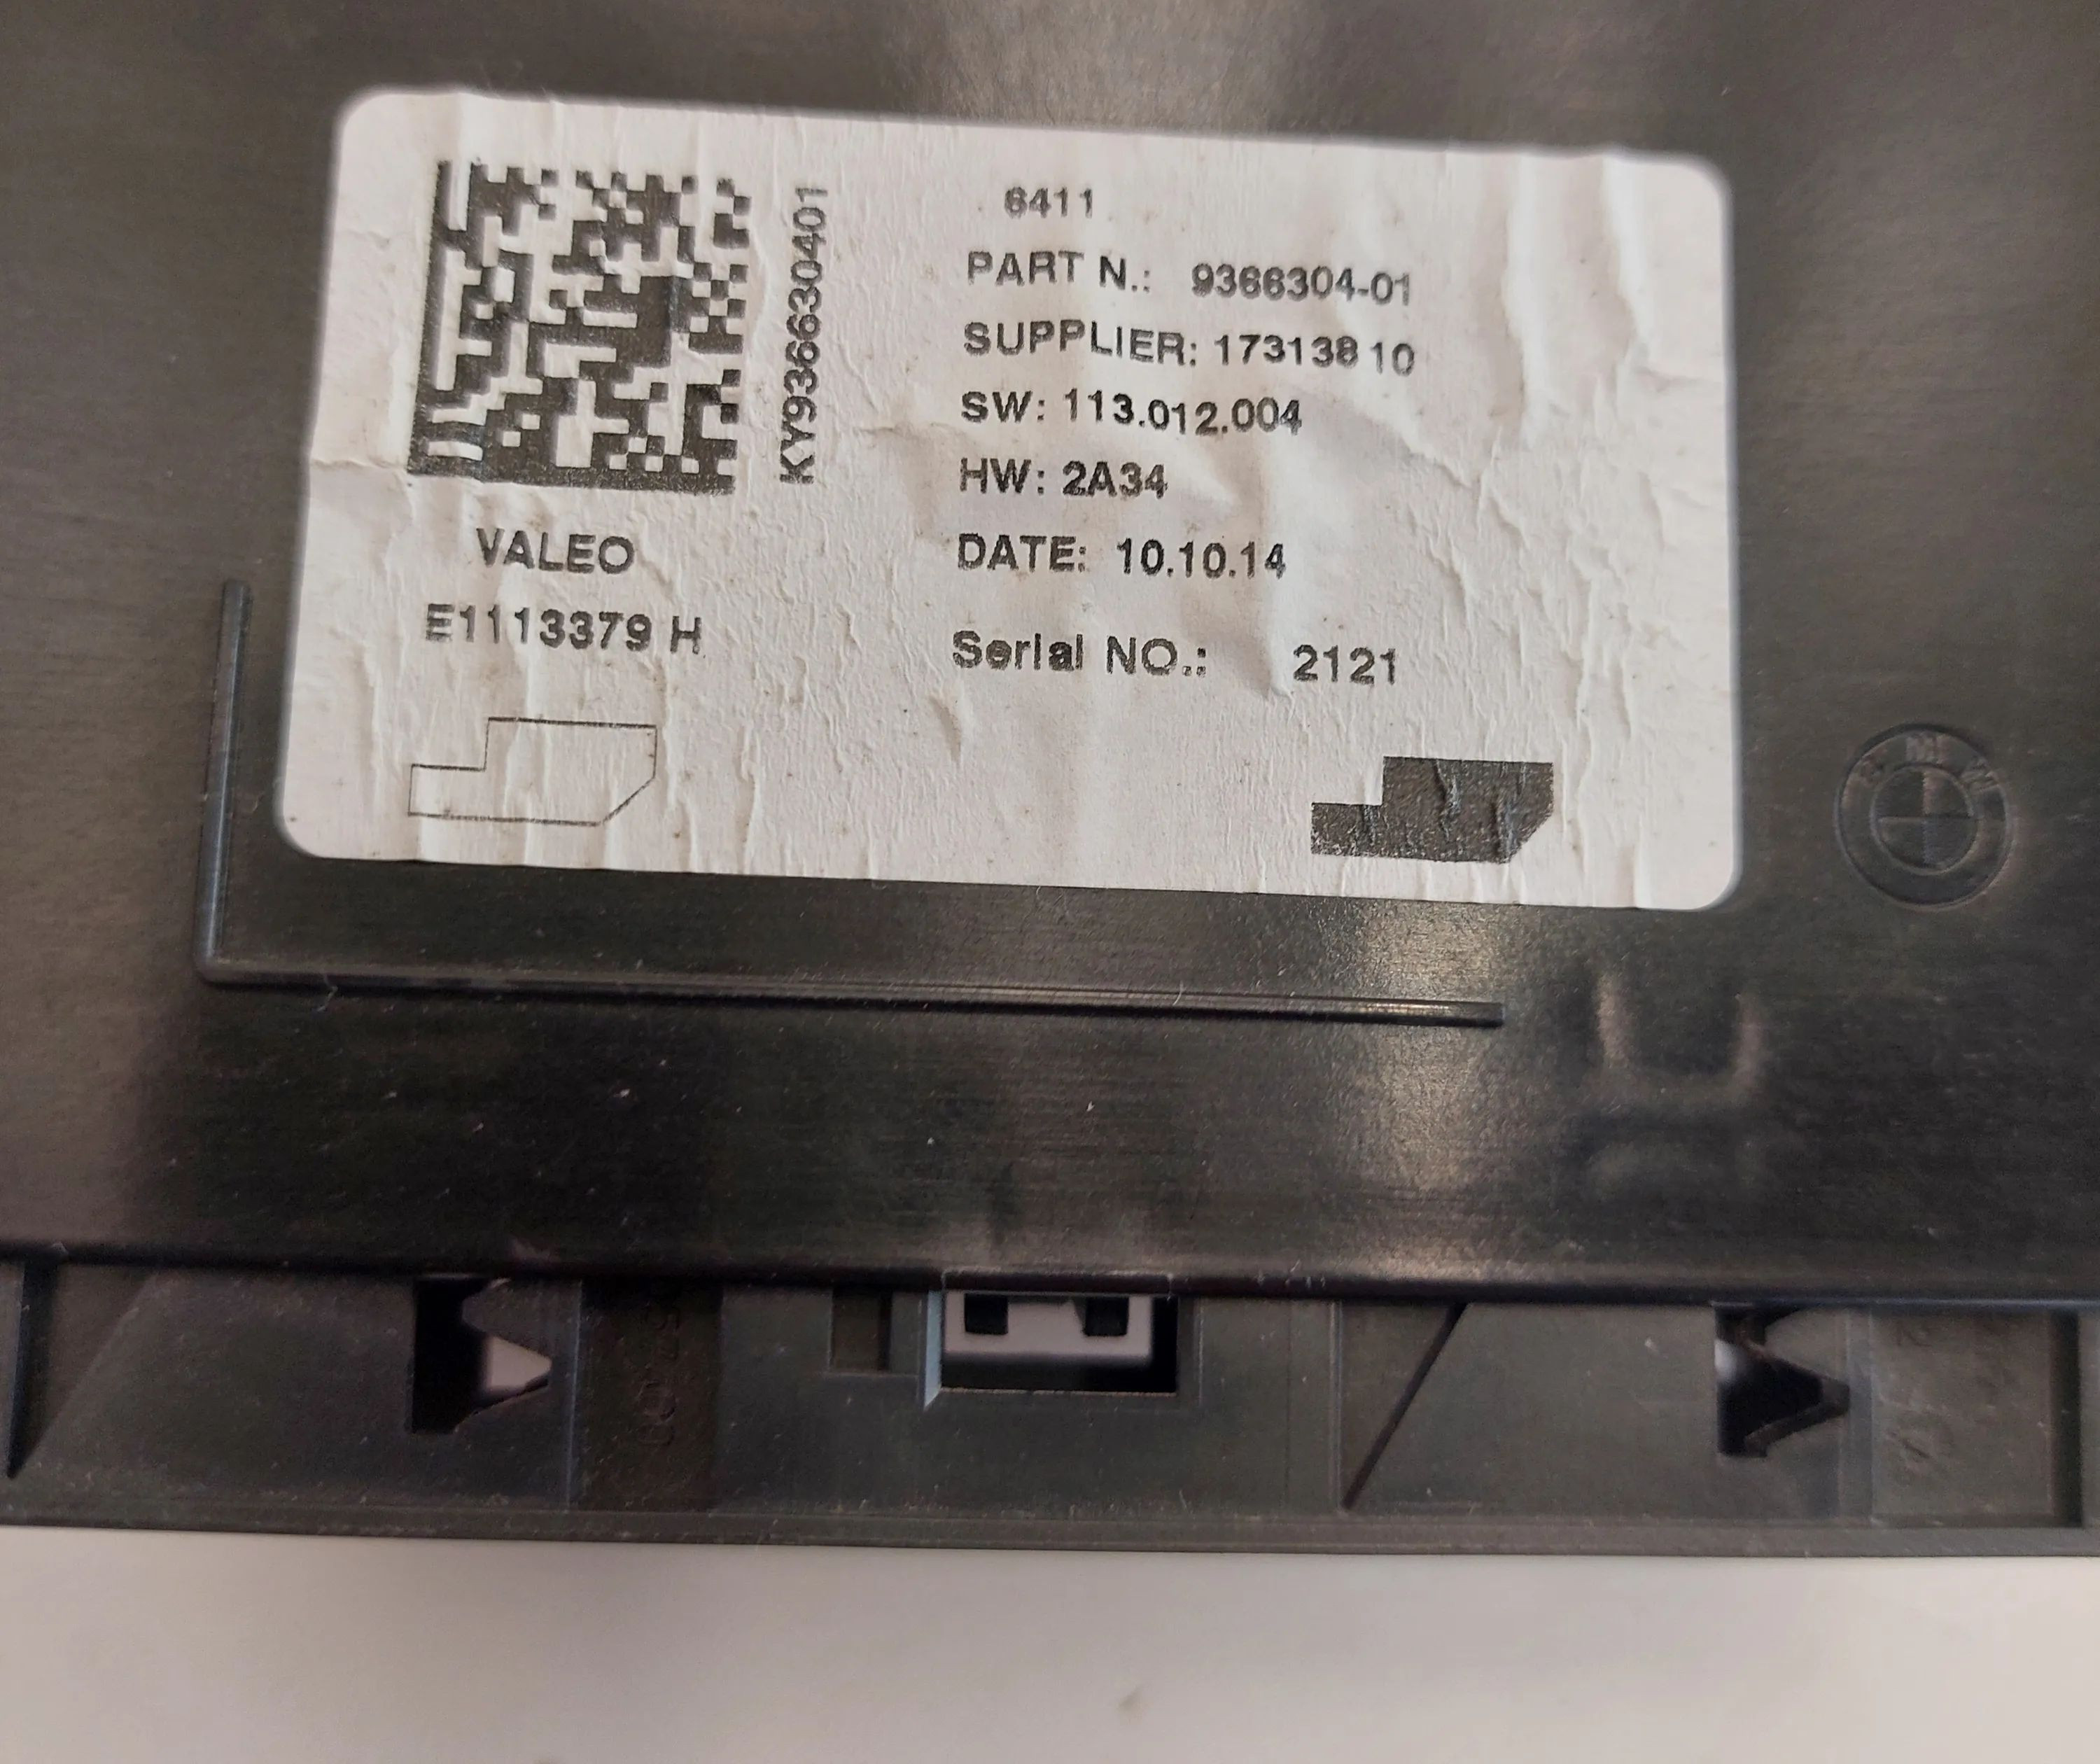 6411
PART N.: 9366304-01
SUPPLIER: 17313810
SW: 113.012.004
HW: 2A34
DATE: 10.10.14
Serial NO.: 2121
KY936630401
VALEO
E1113379 H
BMW